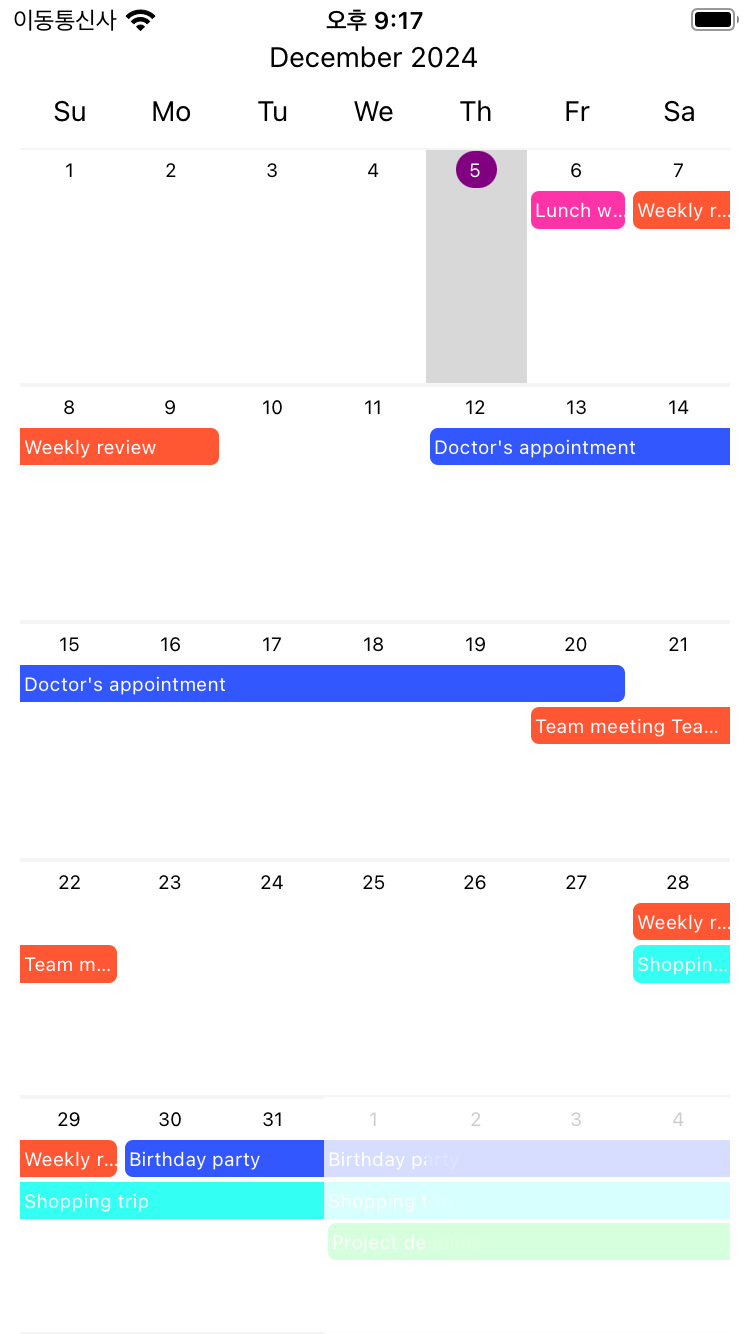 이동통신사 오후 9:17
December 2024
Su Mo Tu We Th Fr Sa
1 2 3 4 5 6 7
Lunch w... Weekly r...
8 9 10 11 12 13 14
Weekly review Doctor's appointment
15 16 17 18 19 20 21
Doctor's appointment
Team meeting Tea...
22 23 24 25 26 27 28
Weekly r...
Team m... Shoppin...
29 30 31 1 2 3 4
Weekly r... Birthday party Birthday party
Shopping trip Shopping t
Project deadline